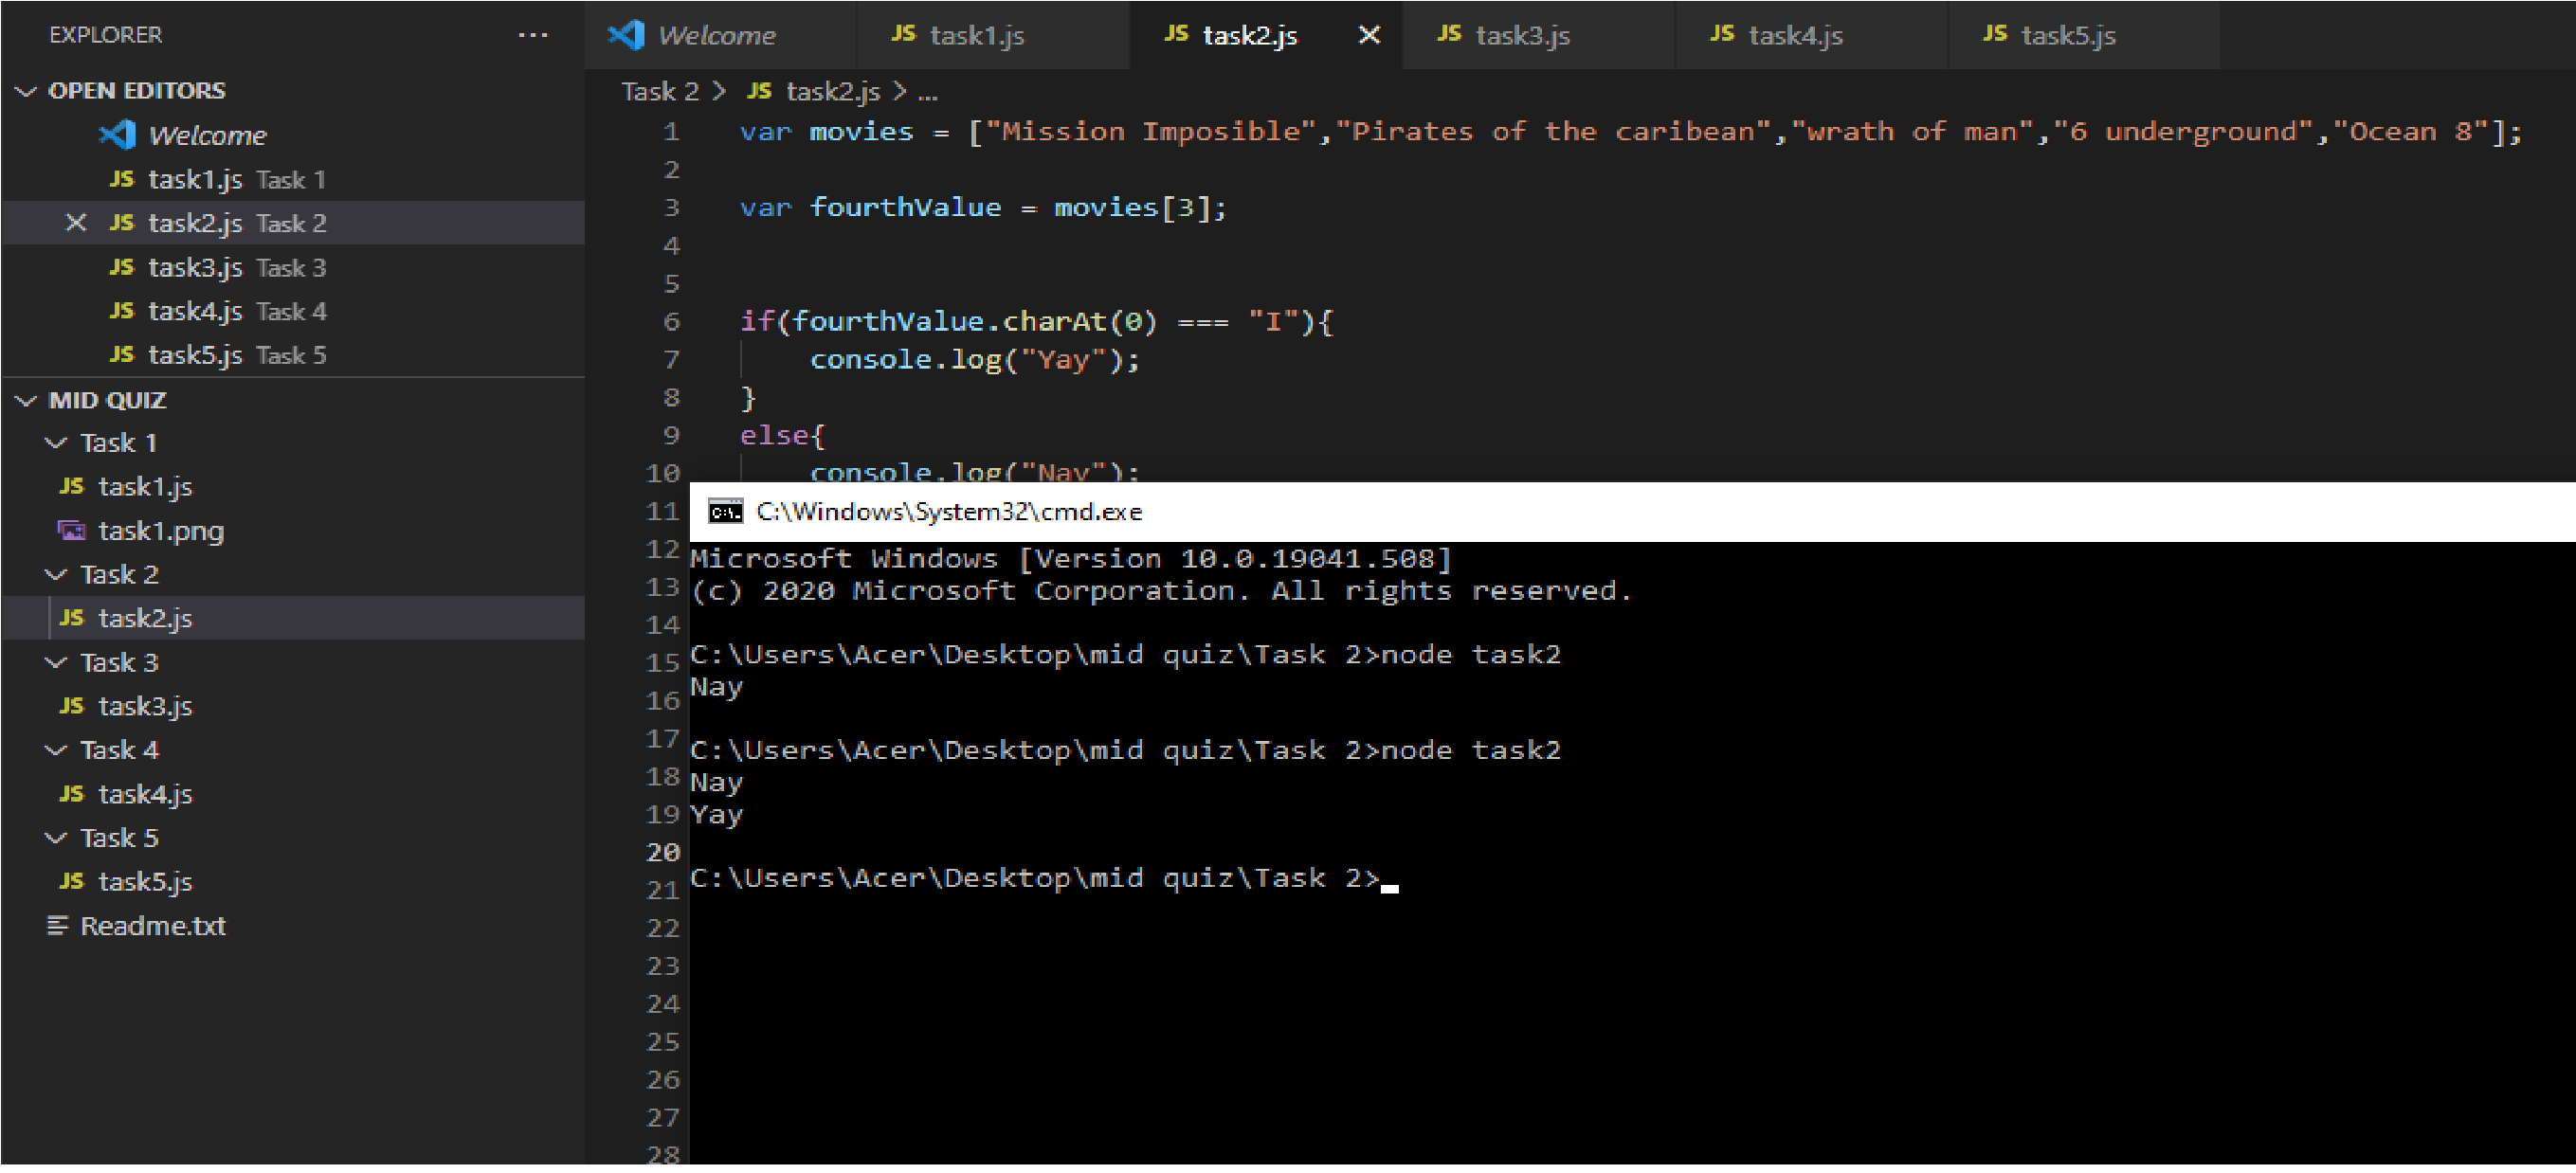 EXPLORER ...
OPEN EDITORS
Welcome
JS task1.js Task 1
JS task2.js Task 2
JS task3.js Task 3
JS task4.js Task 4
JS task5.js Task 5
MID QUIZ
Task 1
JS task1.js
task1.png
Task 2
JS task2.js
Task 3
JS task3.js
Task 4
JS task4.js
Task 5
JS task5.js
Readme.txt
Welcome JS task1.js JS task2.js JS task3.js JS task4.js JS task5.js
Task 2 > JS task2.js > ...
1 var movies = ["Mission Imposible","Pirates of the caribean","wrath of man","6 underground","Ocean 8"];
2
3 var fourthValue = movies[3];
4
5
6 if(fourthValue.charAt(0) === "I"){
7 console.log("Yay");
8 }
9 else{
10 console.log("Nay");
11
12
13
14
15
16
17
18
19
20
21
22
23
24
25
26
27
28
C:\Windows\System32\cmd.exe
Microsoft Windows [Version 10.0.19041.508]
(c) 2020 Microsoft Corporation. All rights reserved.
C:\Users\Acer\Desktop\mid quiz\Task 2>node task2
Nay
C:\Users\Acer\Desktop\mid quiz\Task 2>node task2
Nay
Yay
C:\Users\Acer\Desktop\mid quiz\Task 2>